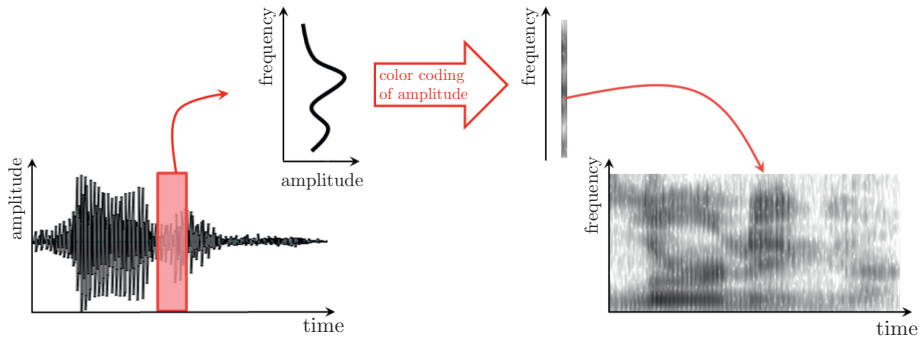 frequency
amplitude
color coding
of amplitude
frequency
amplitude
time
frequency
time